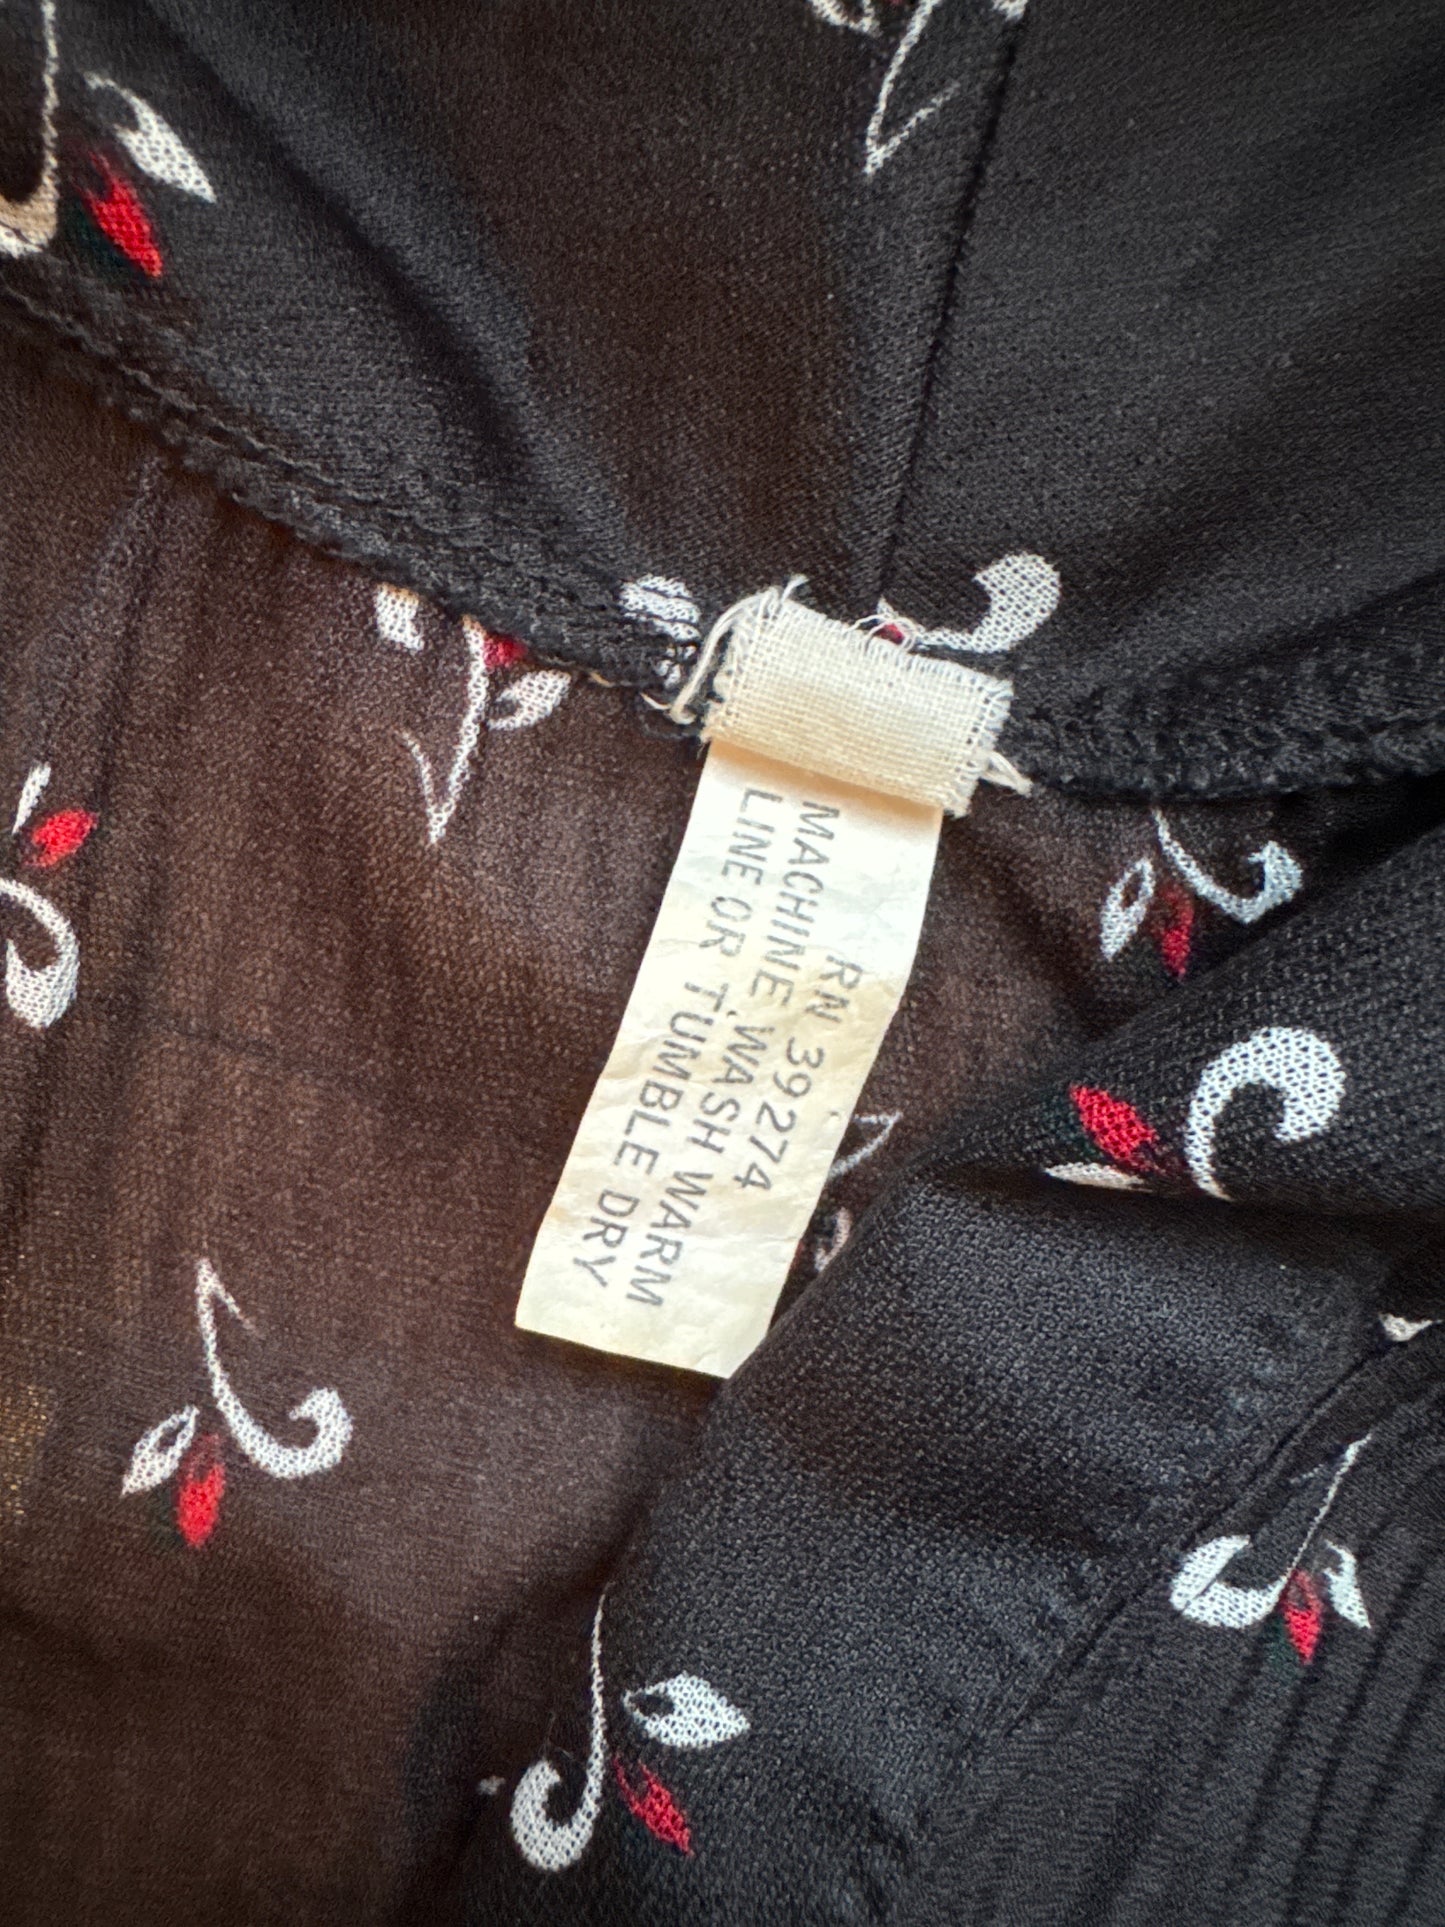 RN 39274
MACHINE WASH WARM
LINE OR TUMBLE DRY